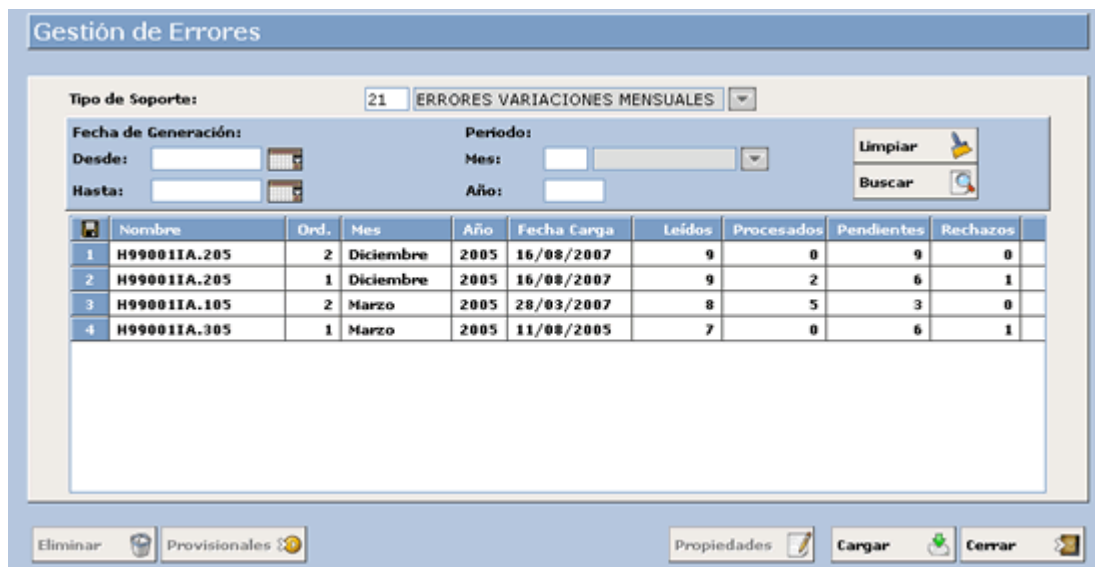 Gestión de Errores
Tipo de Soporte: 21 ERRORES VARIACIONES MENSUALES
Fecha de Generación: Período:
Desde: Mes: Limpiar
Hasta: Año: Buscar
Nombre Ord. Mes Año Fecha Carga Leídos Procesados Pendientes Rechazos
1 H99001IA.205 2 Diciembre 2005 16/08/2007 9 0 9 0
2 H99001IA.205 1 Diciembre 2005 16/08/2007 9 2 6 1
3 H99001IA.105 2 Marzo 2005 28/03/2007 8 5 3 0
4 H99001IA.305 1 Marzo 2005 11/08/2005 7 0 6 1
Eliminar Provisionales Propiedades Cargar Cerrar